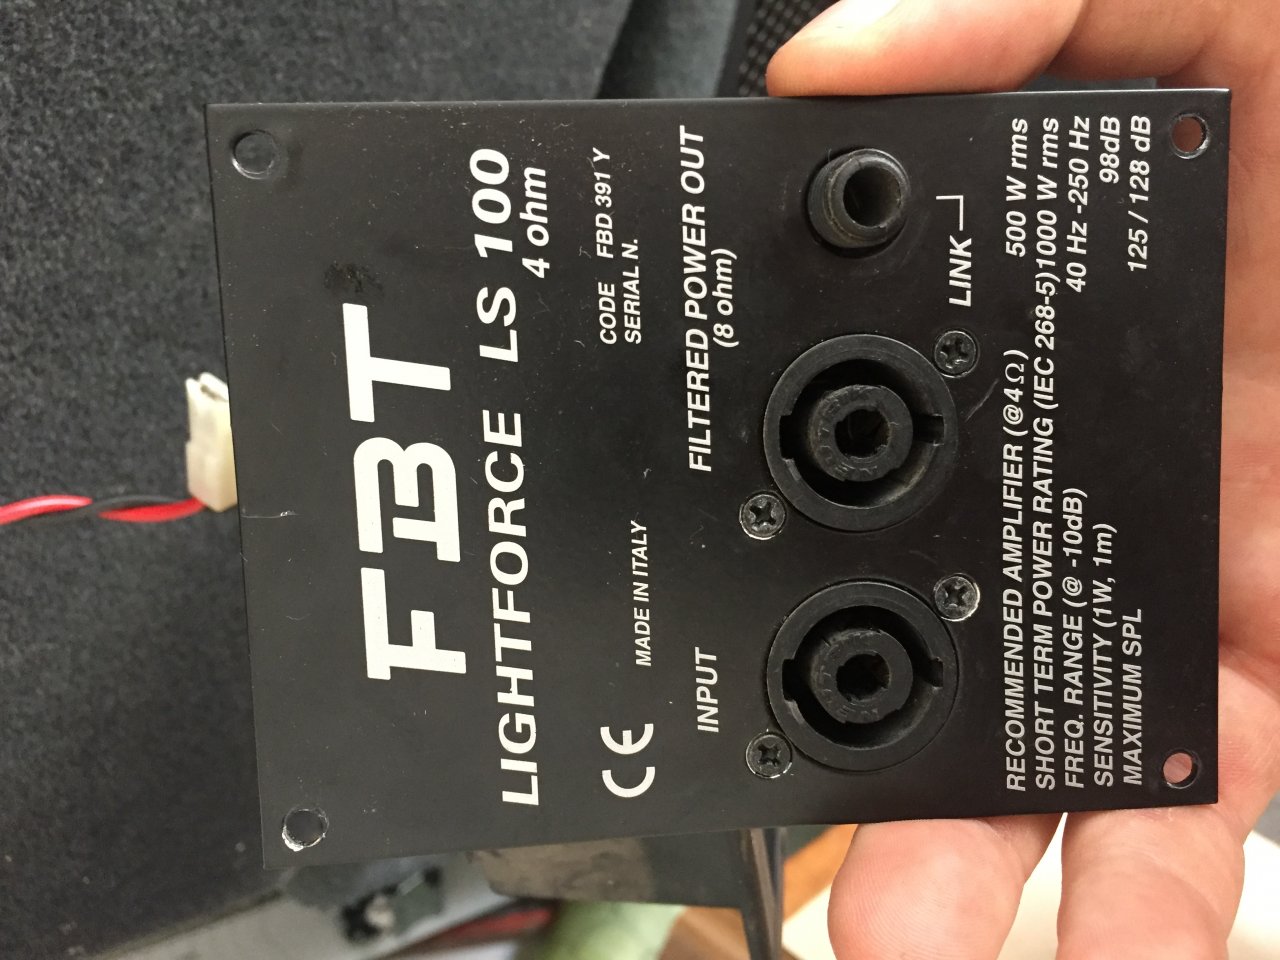 FBT
LIGHTFORCE LS 100
4 ohm
CE
MADE IN ITALY
CODE FBD 391 Y
SERIAL N.
INPUT
FILTERED POWER OUT
(8 ohm)
LINK
RECOMMENDED AMPLIFIER (@4Ω) 500 W rms
SHORT TERM POWER RATING (IEC 268-5)1000 W rms
FREQ. RANGE (@ -10dB) 40 Hz -250 Hz
SENSITIVITY (1W, 1m) 98dB
MAXIMUM SPL 125 / 128 dB